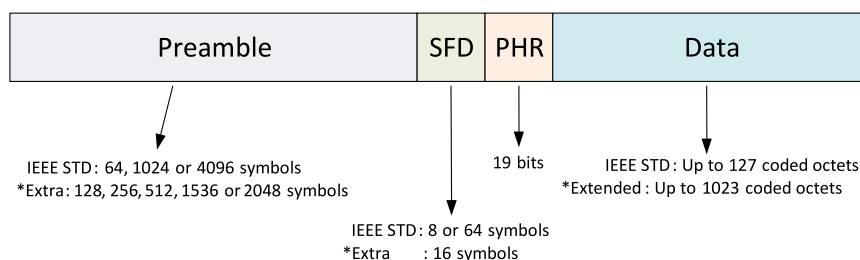 Preamble
SFD
PHR
Data
IEEE STD: 64, 1024 or 4096 symbols
*Extra: 128, 256, 512, 1536 or 2048 symbols
IEEE STD: 8 or 64 symbols
*Extra : 16 symbols
19 bits
IEEE STD: Up to 127 coded octets
*Extended : Up to 1023 coded octets